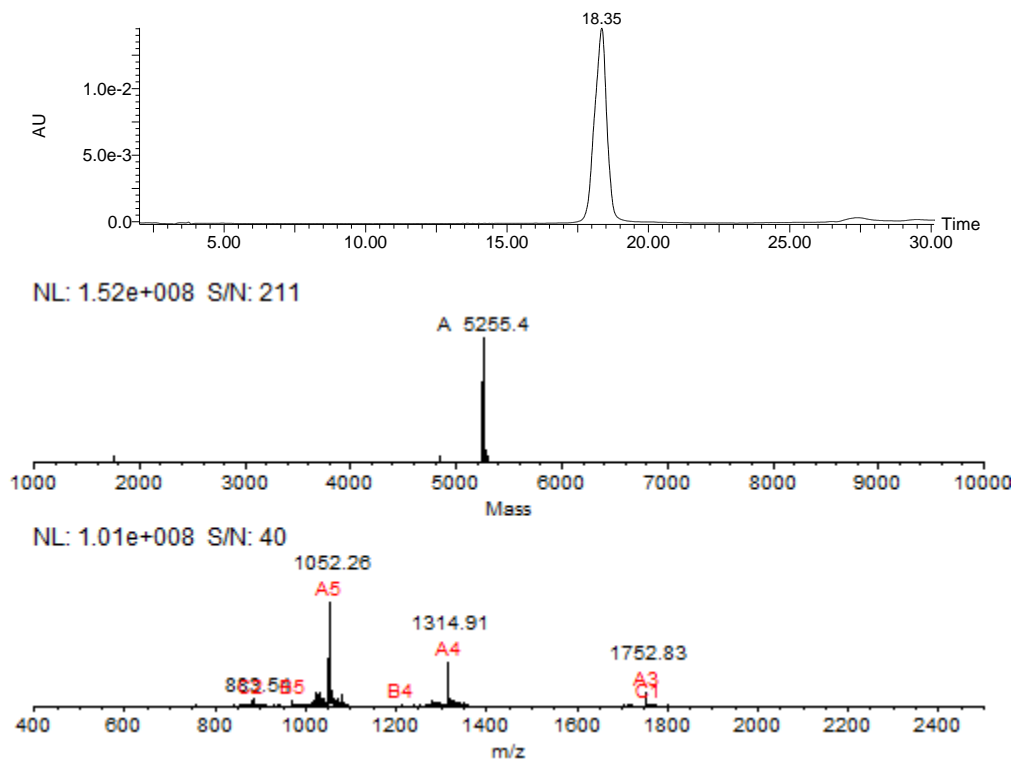 18.35
1.0e-2
AU
5.0e-3
0.0
5.00 10.00 15.00 20.00 25.00 30.00 Time
NL: 1.52e+008 S/N: 211
A 5255.4
1000 2000 3000 4000 5000 6000 7000 8000 9000 10000
Mass
NL: 1.01e+008 S/N: 40
1052.26
A5
1314.91
A4
1752.83
A3
C1
883.54 B5 B4
400 600 800 1000 1200 1400 1600 1800 2000 2200 2400
m/z